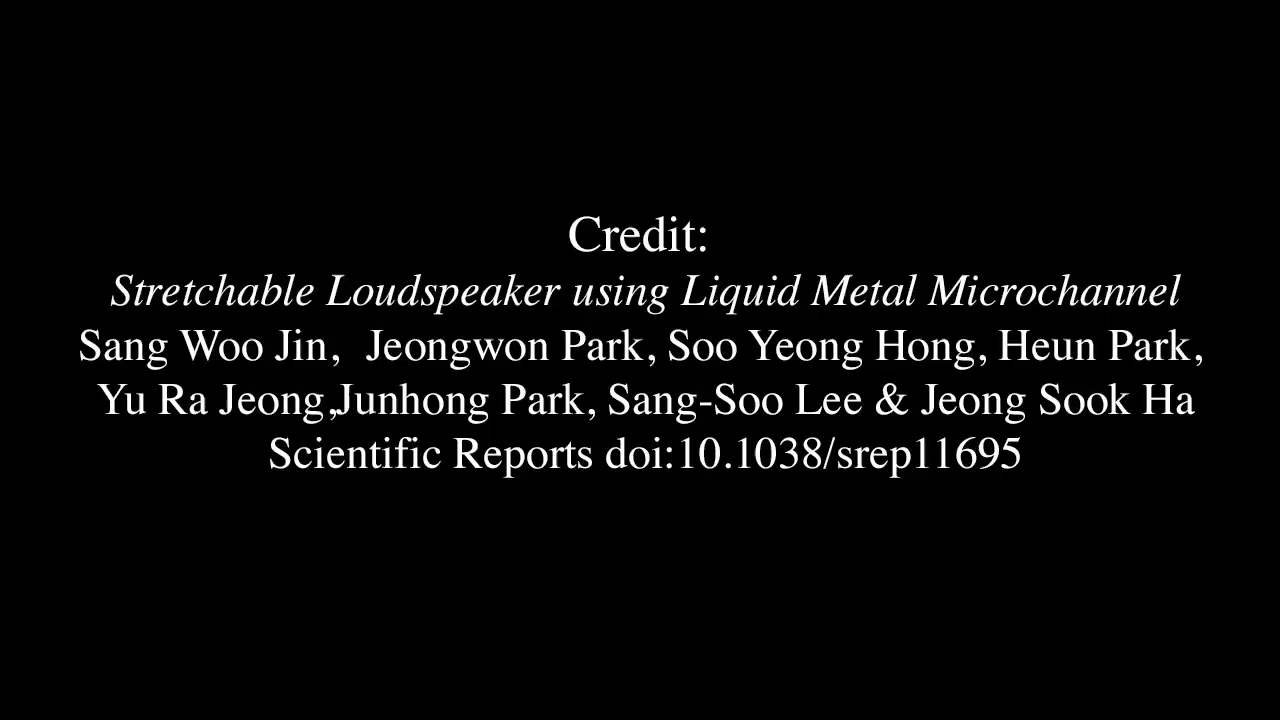 Credit:
Stretchable Loudspeaker using Liquid Metal Microchannel
Sang Woo Jin,  Jeongwon Park, Soo Yeong Hong, Heun Park,
Yu Ra Jeong,Junhong Park, Sang-Soo Lee & Jeong Sook Ha
Scientific Reports doi:10.1038/srep11695